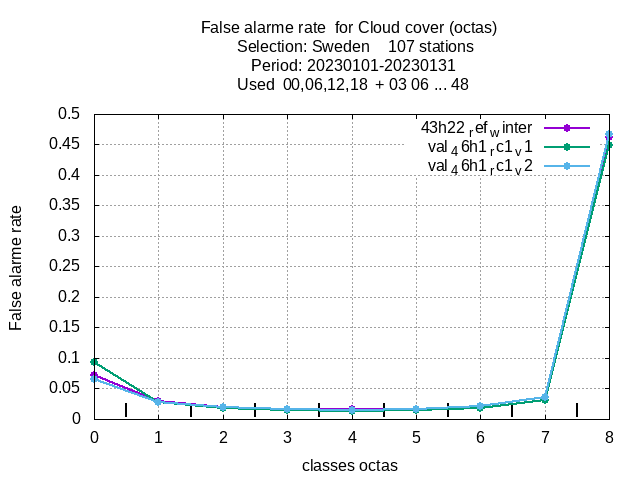 False alarme rate for Cloud cover (octas)
Selection: Sweden 107 stations
Period: 20230101-20230131
Used 00,06,12,18 + 03 06 ... 48
43h22 ref winter
val 4 6h1 r c1 v 1
val 4 6h1 r c1 v 2
False alarme rate
0.5
0.45
0.4
0.35
0.3
0.25
0.2
0.15
0.1
0.05
0
0 1 2 3 4 5 6 7 8
classes octas